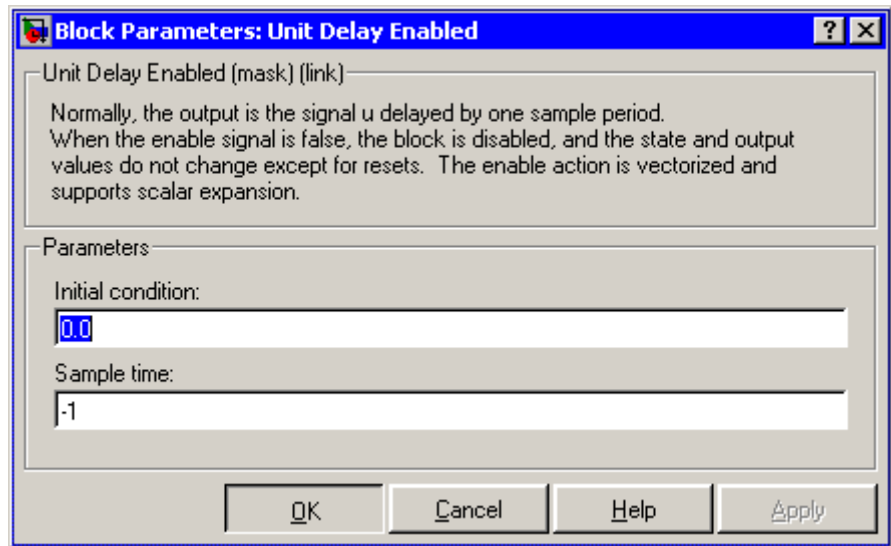 Block Parameters: Unit Delay Enabled
Unit Delay Enabled (mask) (link)
Normally, the output is the signal u delayed by one sample period.
When the enable signal is false, the block is disabled, and the state and output
values do not change except for resets.  The enable action is vectorized and
supports scalar expansion.
Parameters
Initial condition:
0.0
Sample time:
-1
OK
Cancel
Help
Apply